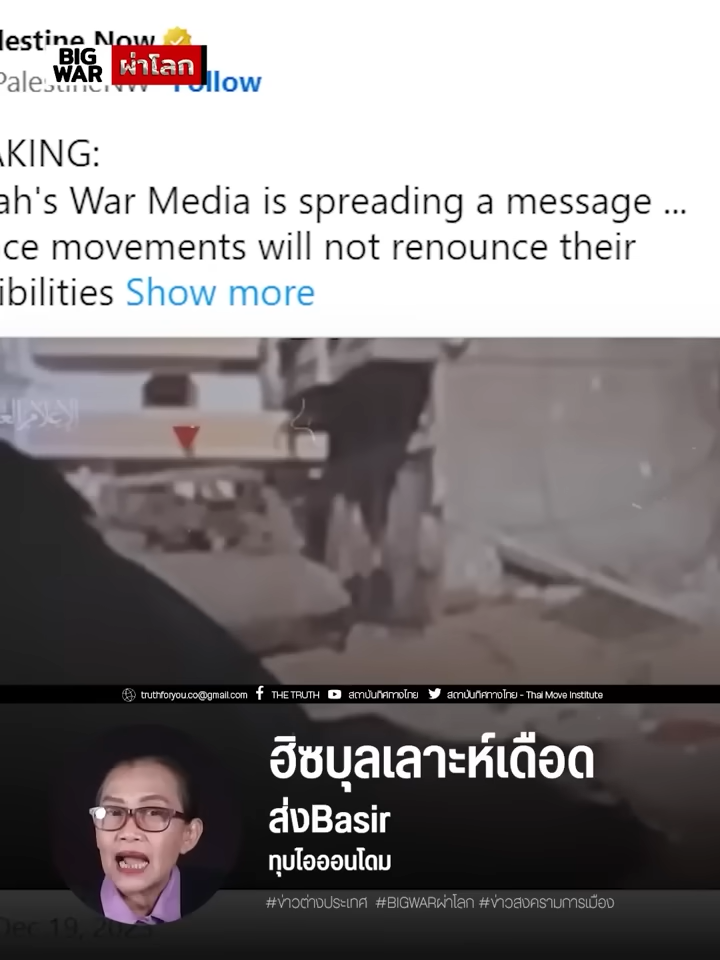 lestine Now
BIG WAR ผ่าโลก
Follow
AKING:
ah's War Media is spreading a message ...
ce movements will not renounce their
ibilities Show more
truthforyou.co@gmail.com THE TRUTH สถาบันทิศทางไทย สถาบันทิศทางไทย - Thai Move Institute
ฮิซบุลเลาะห์เดือด
ส่งBasir
ทุบไอออนโดม
#ข่าวต่างประเทศ #BIGWARผ่าโลก #ข่าวสงครามการเมือง
Dec 19, 2023